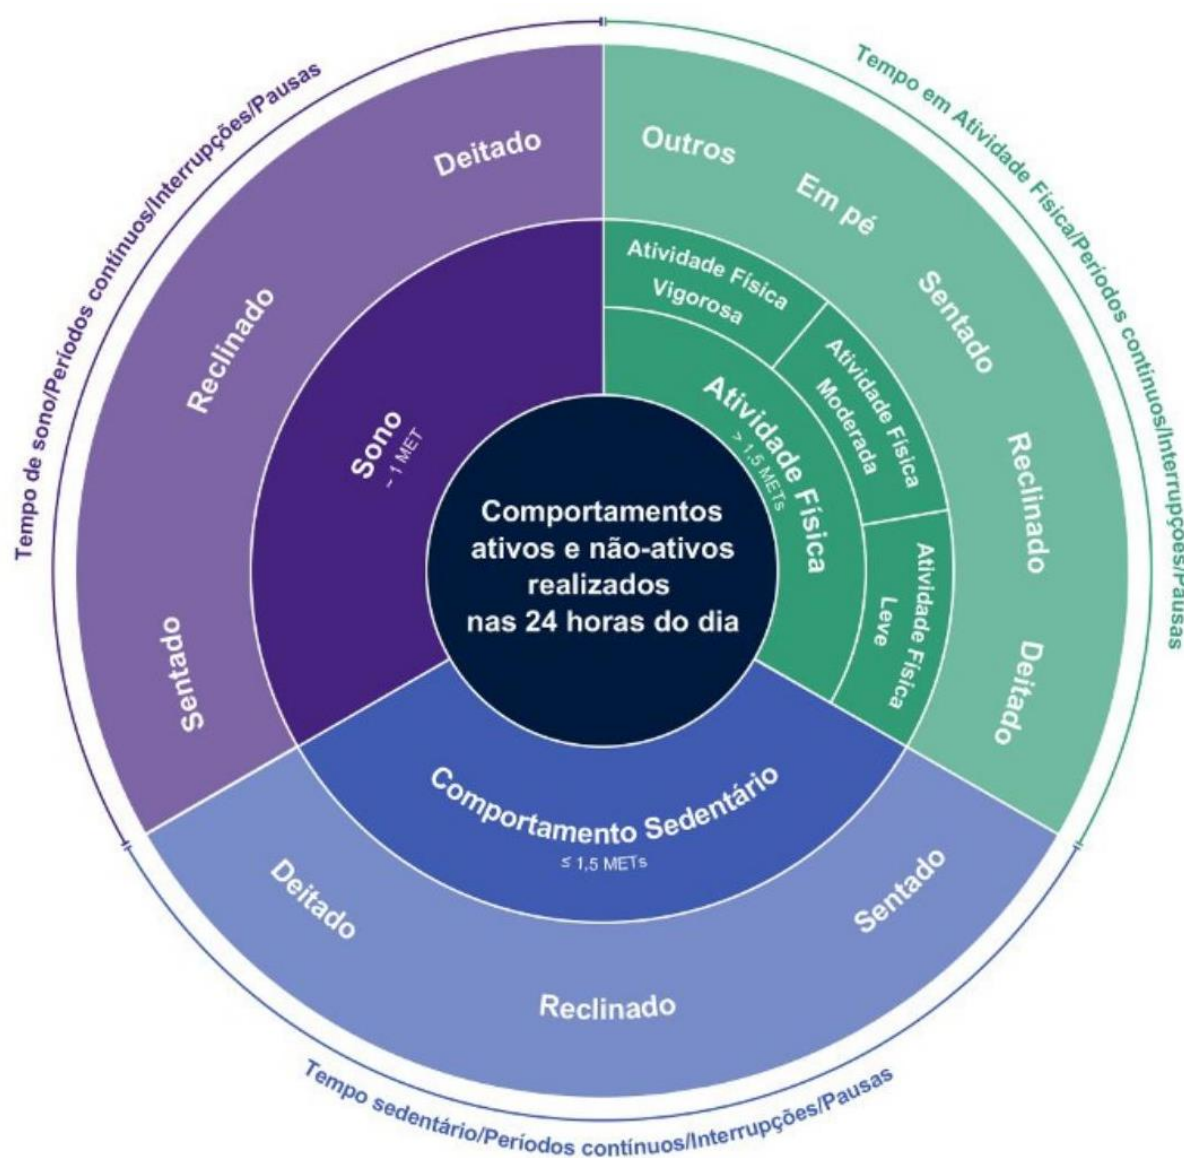 Comportamentos
ativos e não-ativos
realizados
nas 24 horas do dia
Sono
~ 1 MET
Deitado
Reclinado
Sentado
Tempo de sono/Períodos contínuos/Interrupções/Pausas
Atividade Física
> 1,5 METs
Atividade Física
Vigorosa
Atividade Física
Moderada
Atividade Física
Leve
Outros
Em pé
Sentado
Reclinado
Deitado
Tempo em Atividade Física/Períodos contínuos/Interrupções/Pausas
Comportamento Sedentário
≤ 1,5 METs
Deitado
Reclinado
Sentado
Tempo sedentário/Períodos contínuos/Interrupções/Pausas